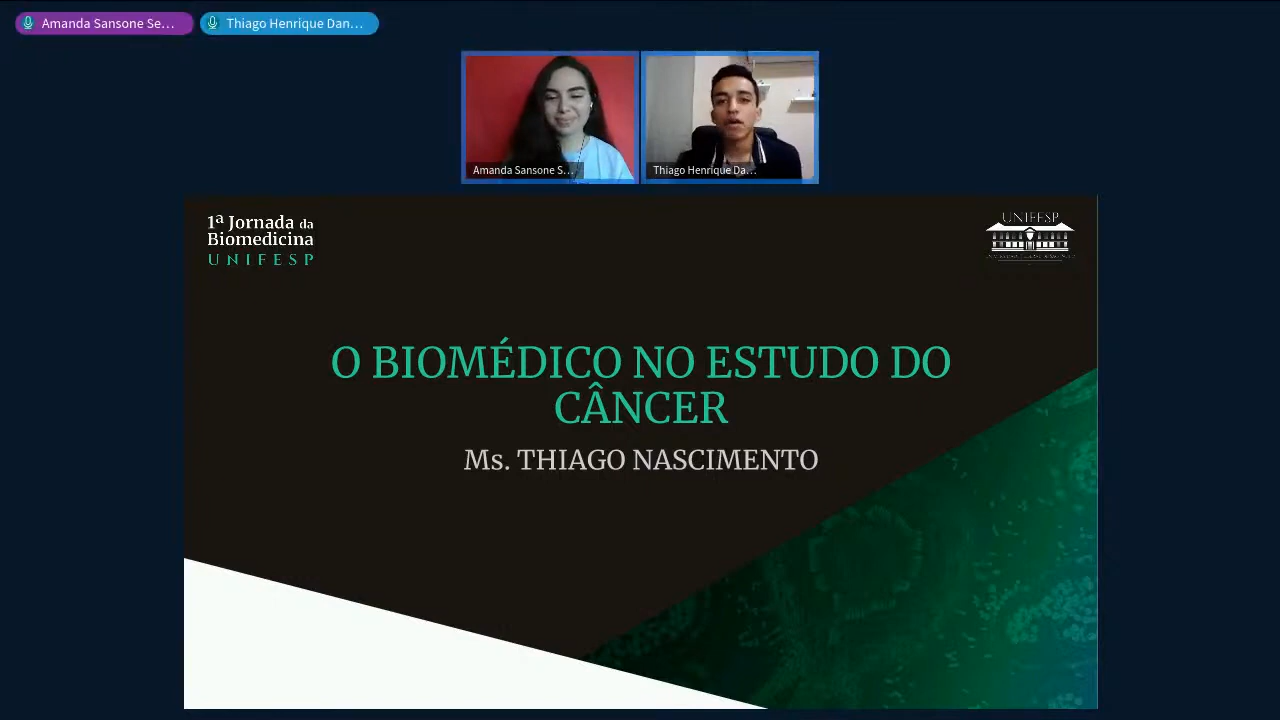 Amanda Sansone Se...
Thiago Henrique Dan...
Amanda Sansone S...
Thiago Henrique Da...
1ª Jornada da
Biomedicina
UNIFESP
UNIFESP
O BIOMÉDICO NO ESTUDO DO
CÂNCER
Ms. THIAGO NASCIMENTO